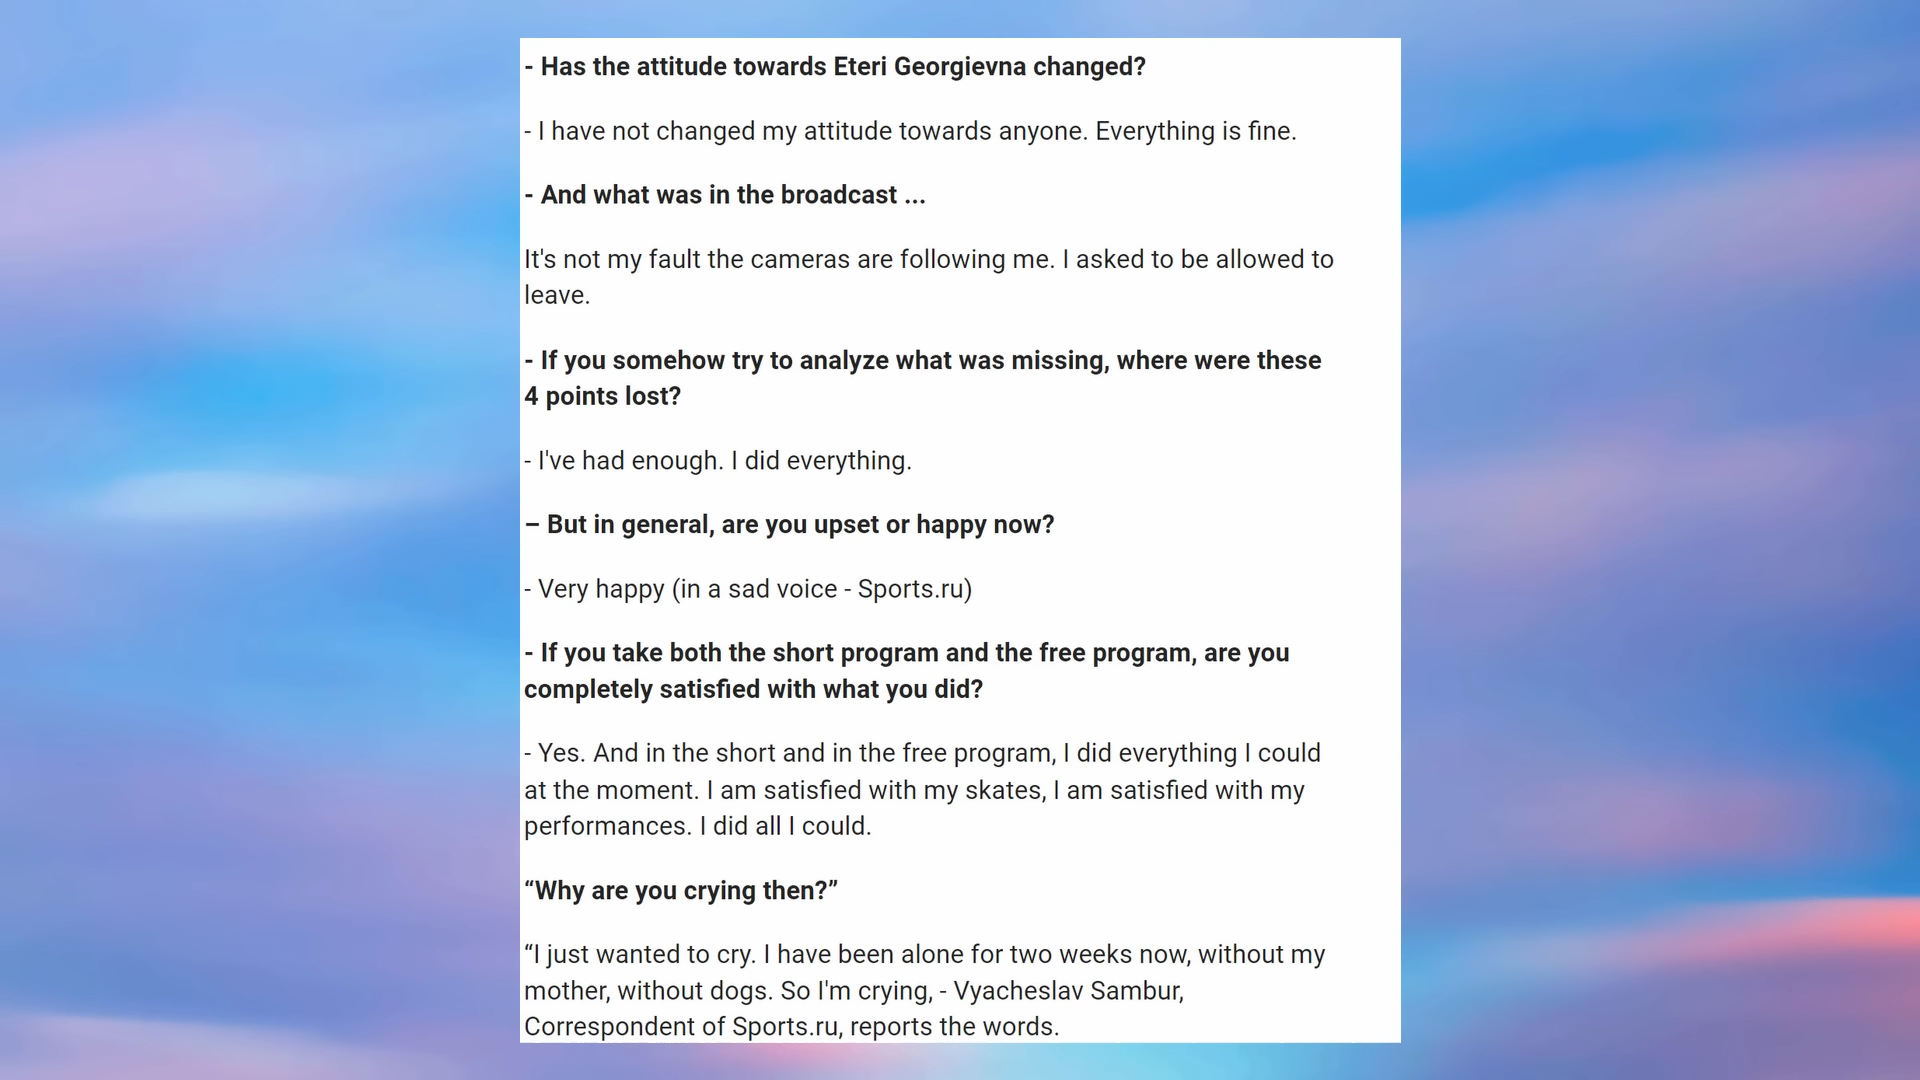 - Has the attitude towards Eteri Georgievna changed?
- I have not changed my attitude towards anyone. Everything is fine.
- And what was in the broadcast ...
It's not my fault the cameras are following me. I asked to be allowed to
leave.
- If you somehow try to analyze what was missing, where were these
4 points lost?
- I've had enough. I did everything.
– But in general, are you upset or happy now?
- Very happy (in a sad voice - Sports.ru)
- If you take both the short program and the free program, are you
completely satisfied with what you did?
- Yes. And in the short and in the free program, I did everything I could
at the moment. I am satisfied with my skates, I am satisfied with my
performances. I did all I could.
“Why are you crying then?”
“I just wanted to cry. I have been alone for two weeks now, without my
mother, without dogs. So I'm crying, - Vyacheslav Sambur,
Correspondent of Sports.ru, reports the words.